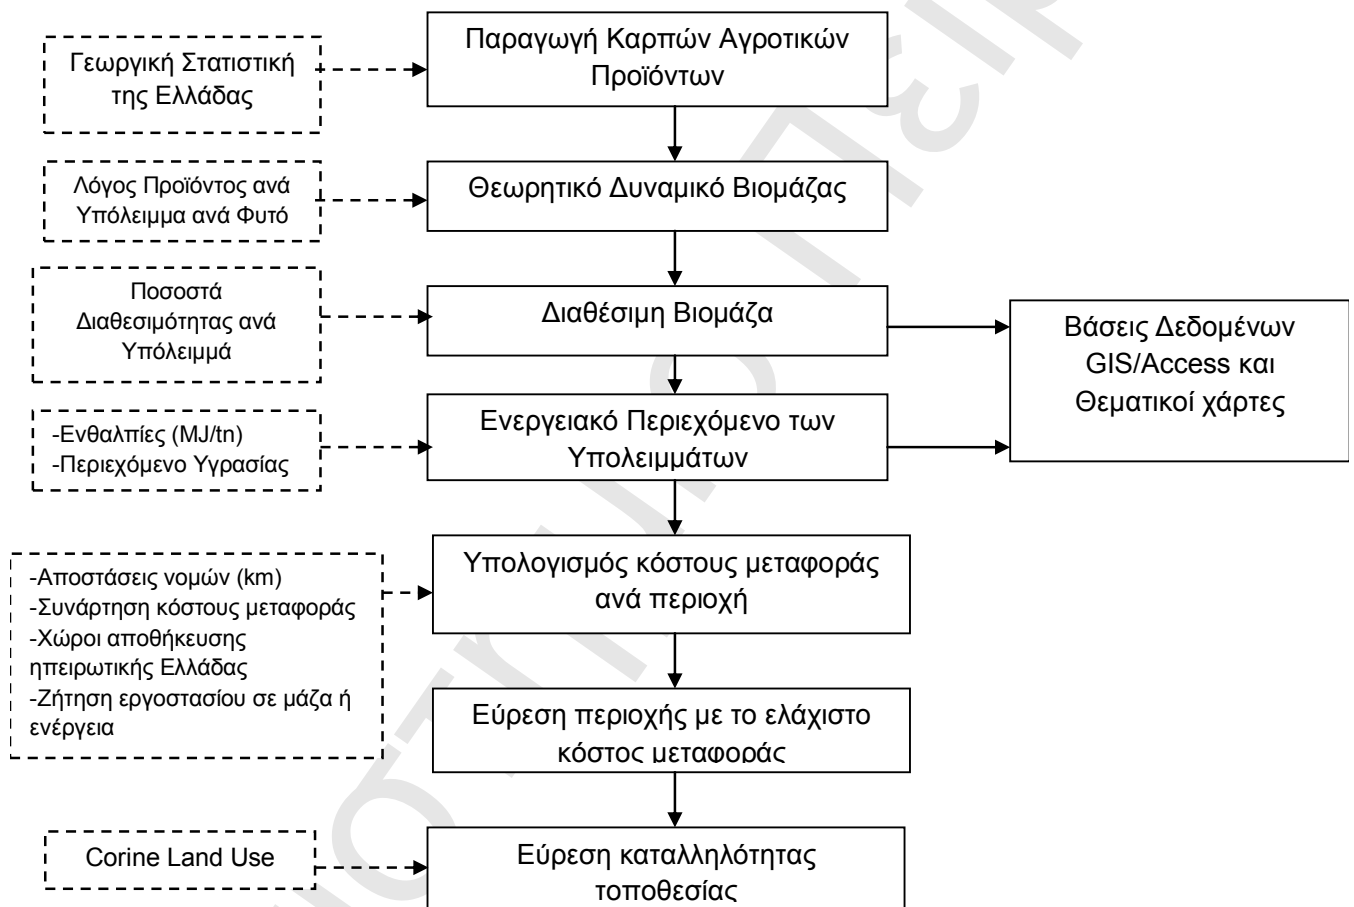 Γεωργική Στατιστική
της Ελλάδας
Παραγωγή Καρπών Αγροτικών
Προϊόντων
Λόγος Προϊόντος ανά
Υπόλειμμα ανά Φυτό
Θεωρητικό Δυναμικό Βιομάζας
Ποσοστά
Διαθεσιμότητας ανά
Υπόλειμμά
Διαθέσιμη Βιομάζα
Βάσεις Δεδομένων
GIS/Access και
Θεματικοί χάρτες
-Ενθαλπίες (MJ/tn)
-Περιεχόμενο Υγρασίας
Ενεργειακό Περιεχόμενο των
Υπολειμμάτων
-Αποστάσεις νομών (km)
-Συνάρτηση κόστους μεταφοράς
-Χώροι αποθήκευσης
ηπειρωτικής Ελλάδας
-Ζήτηση εργοστασίου σε μάζα ή
ενέργεια
Υπολογισμός κόστους μεταφοράς
ανά περιοχή
Εύρεση περιοχής με το ελάχιστο
κόστος μεταφοράς
Corine Land Use
Εύρεση καταλληλότητας
τοποθεσίας